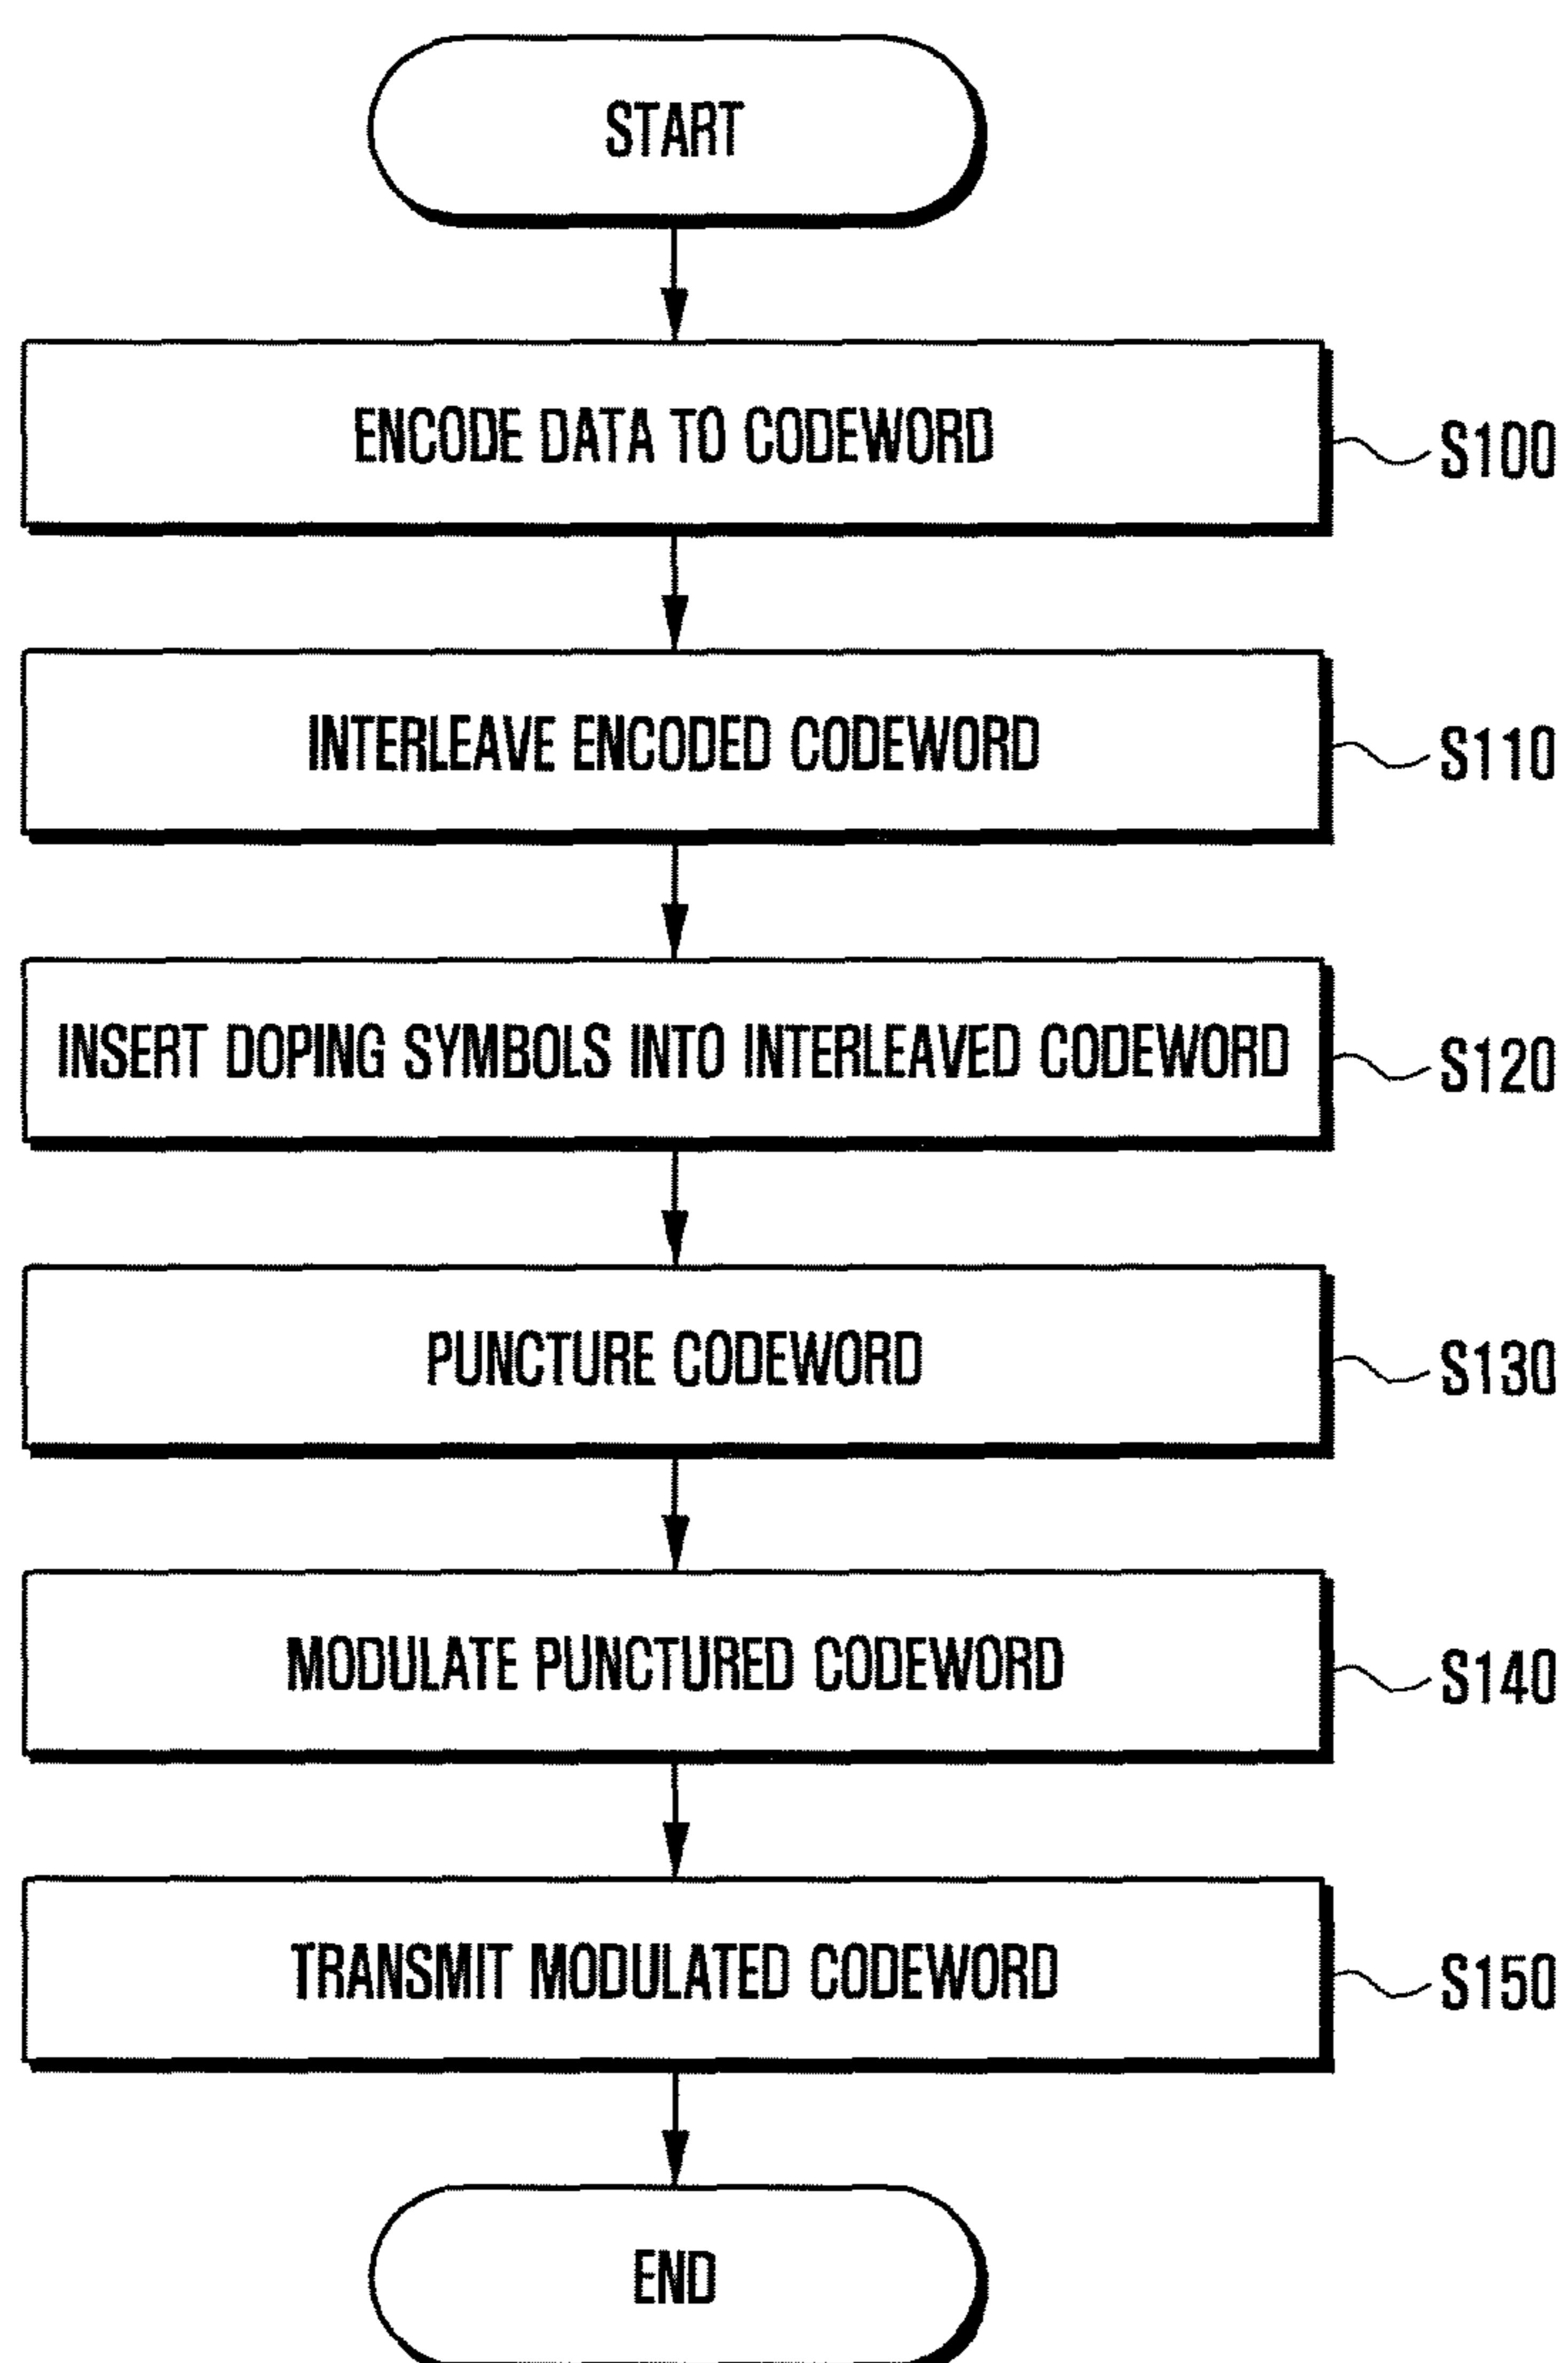 START
ENCODE DATA TO CODEWORD
S100
INTERLEAVE ENCODED CODEWORD
S110
INSERT DOPING SYMBOLS INTO INTERLEAVED CODEWORD
S120
PUNCTURE CODEWORD
S130
MODULATE PUNCTURED CODEWORD
S140
TRANSMIT MODULATED CODEWORD
S150
END